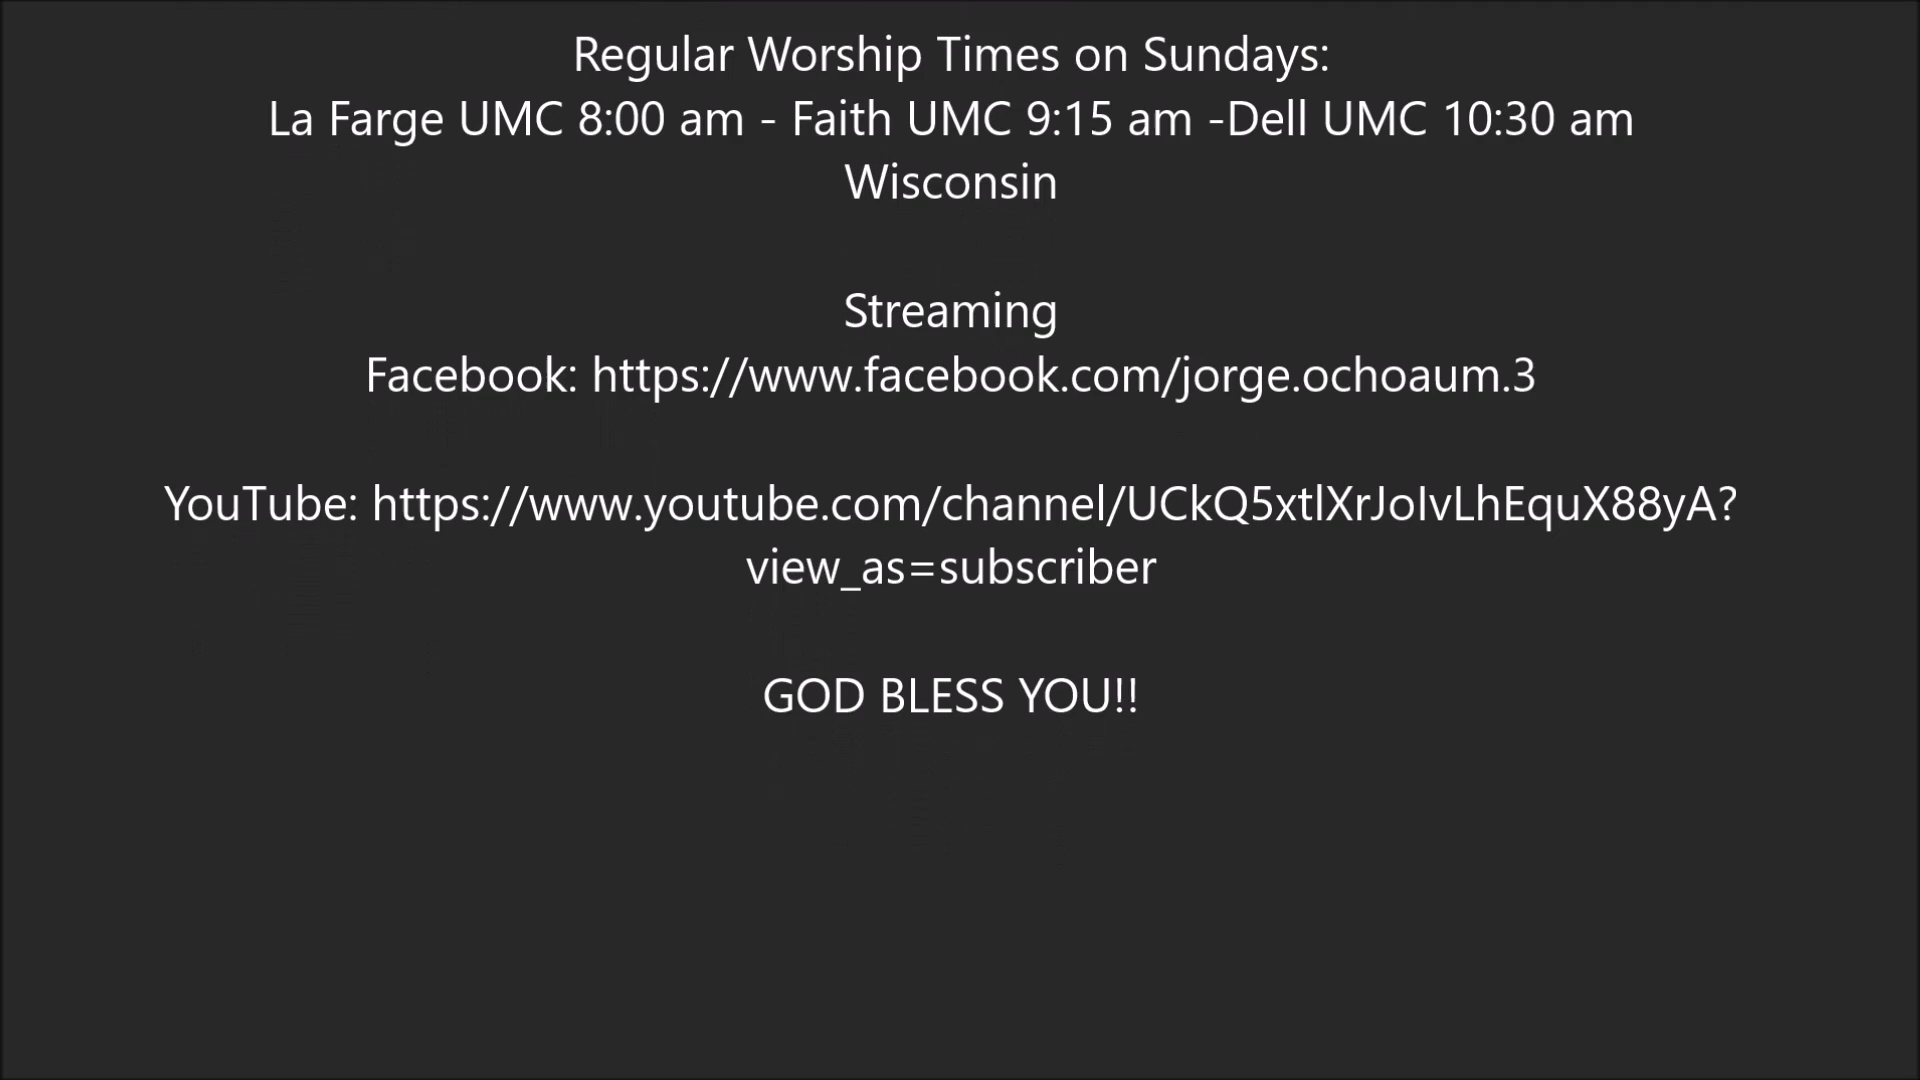 Regular Worship Times on Sundays:
La Farge UMC 8:00 am - Faith UMC 9:15 am -Dell UMC 10:30 am
Wisconsin
Streaming
Facebook: https://www.facebook.com/jorge.ochoaum.3
YouTube: https://www.youtube.com/channel/UCkQ5xtlXrJoIvLhEquX88yA?
view_as=subscriber
GOD BLESS YOU!!